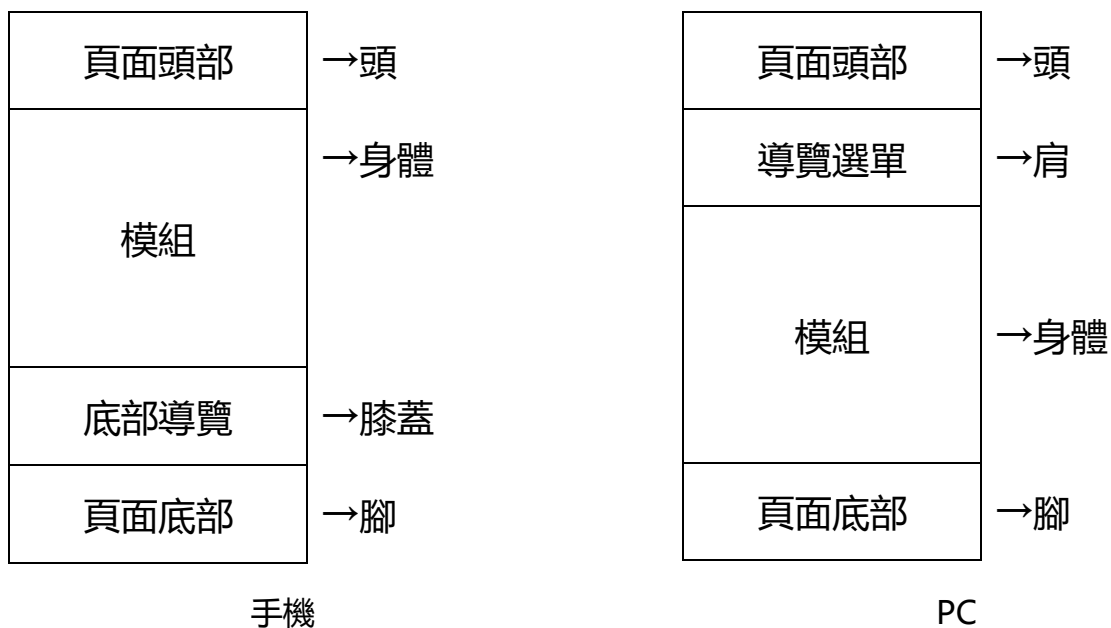 頁面頭部
→頭
模組
→身體
底部導覽
→膝蓋
頁面底部
→腳
手機
頁面頭部
→頭
導覽選單
→肩
模組
→身體
頁面底部
→腳
PC